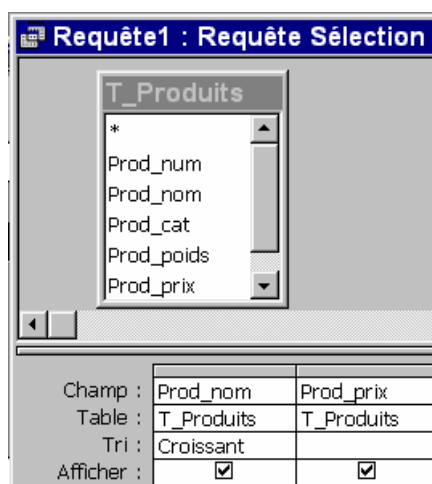 Requête1 : Requête Sélection
T_Produits
*
Prod_num
Prod_nom
Prod_cat
Prod_poids
Prod_prix
Champ : Prod_nom Prod_prix
Table : T_Produits T_Produits
Tri : Croissant
Afficher :